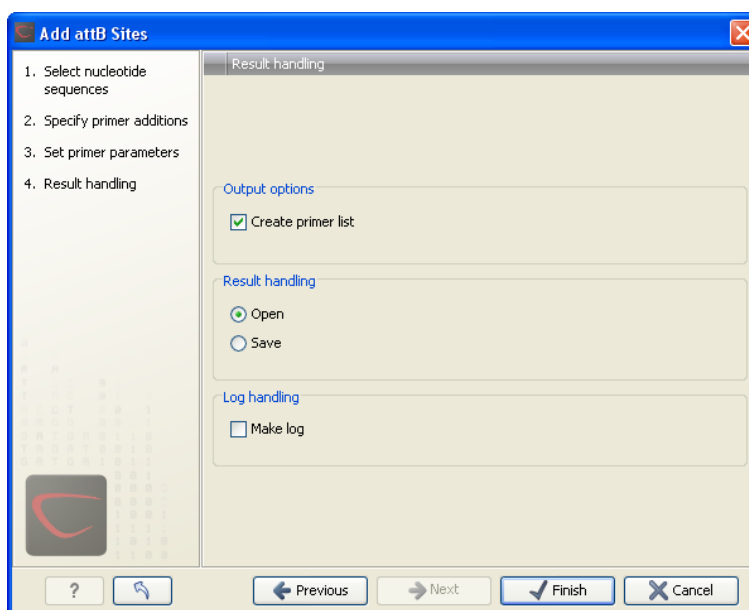 Add attB Sites
1. Select nucleotide
sequences
2. Specify primer additions
3. Set primer parameters
4. Result handling
Result handling
Output options
Create primer list
Result handling
Open
Save
Log handling
Make log
?
Previous
Next
Finish
Cancel